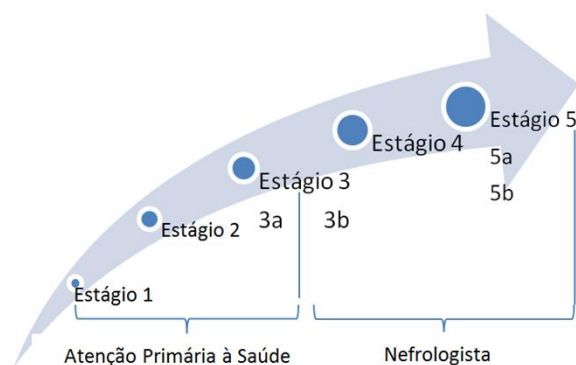 Estágio 5
Estágio 4
5a
Estágio 3
5b
3a
3b
Estágio 2
Estágio 1
Atenção Primária à Saúde
Nefrologista